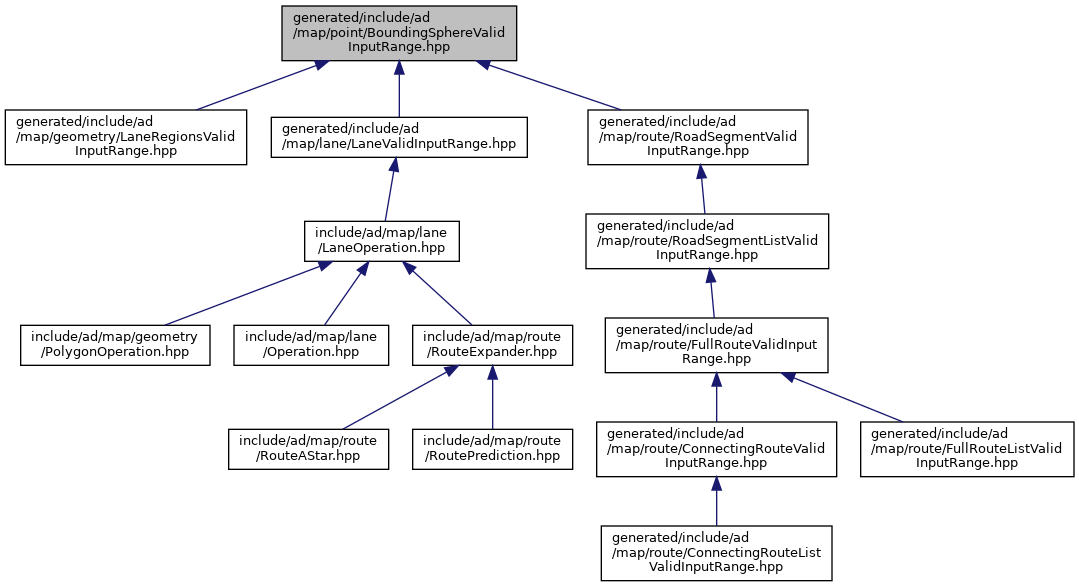 generated/include/ad
/map/point/BoundingSphereValid
InputRange.hpp
generated/include/ad
/map/geometry/LaneRegionsValid
InputRange.hpp
generated/include/ad
/map/lane/LaneValidInputRange.hpp
generated/include/ad
/map/route/RoadSegmentValid
InputRange.hpp
include/ad/map/lane
/LaneOperation.hpp
generated/include/ad
/map/route/RoadSegmentListValid
InputRange.hpp
include/ad/map/geometry
/PolygonOperation.hpp
include/ad/map/lane
/Operation.hpp
include/ad/map/route
/RouteExpander.hpp
generated/include/ad
/map/route/FullRouteValidInput
Range.hpp
include/ad/map/route
/RouteAStar.hpp
include/ad/map/route
/RoutePrediction.hpp
generated/include/ad
/map/route/ConnectingRouteValid
InputRange.hpp
generated/include/ad
/map/route/FullRouteListValid
InputRange.hpp
generated/include/ad
/map/route/ConnectingRouteList
ValidInputRange.hpp